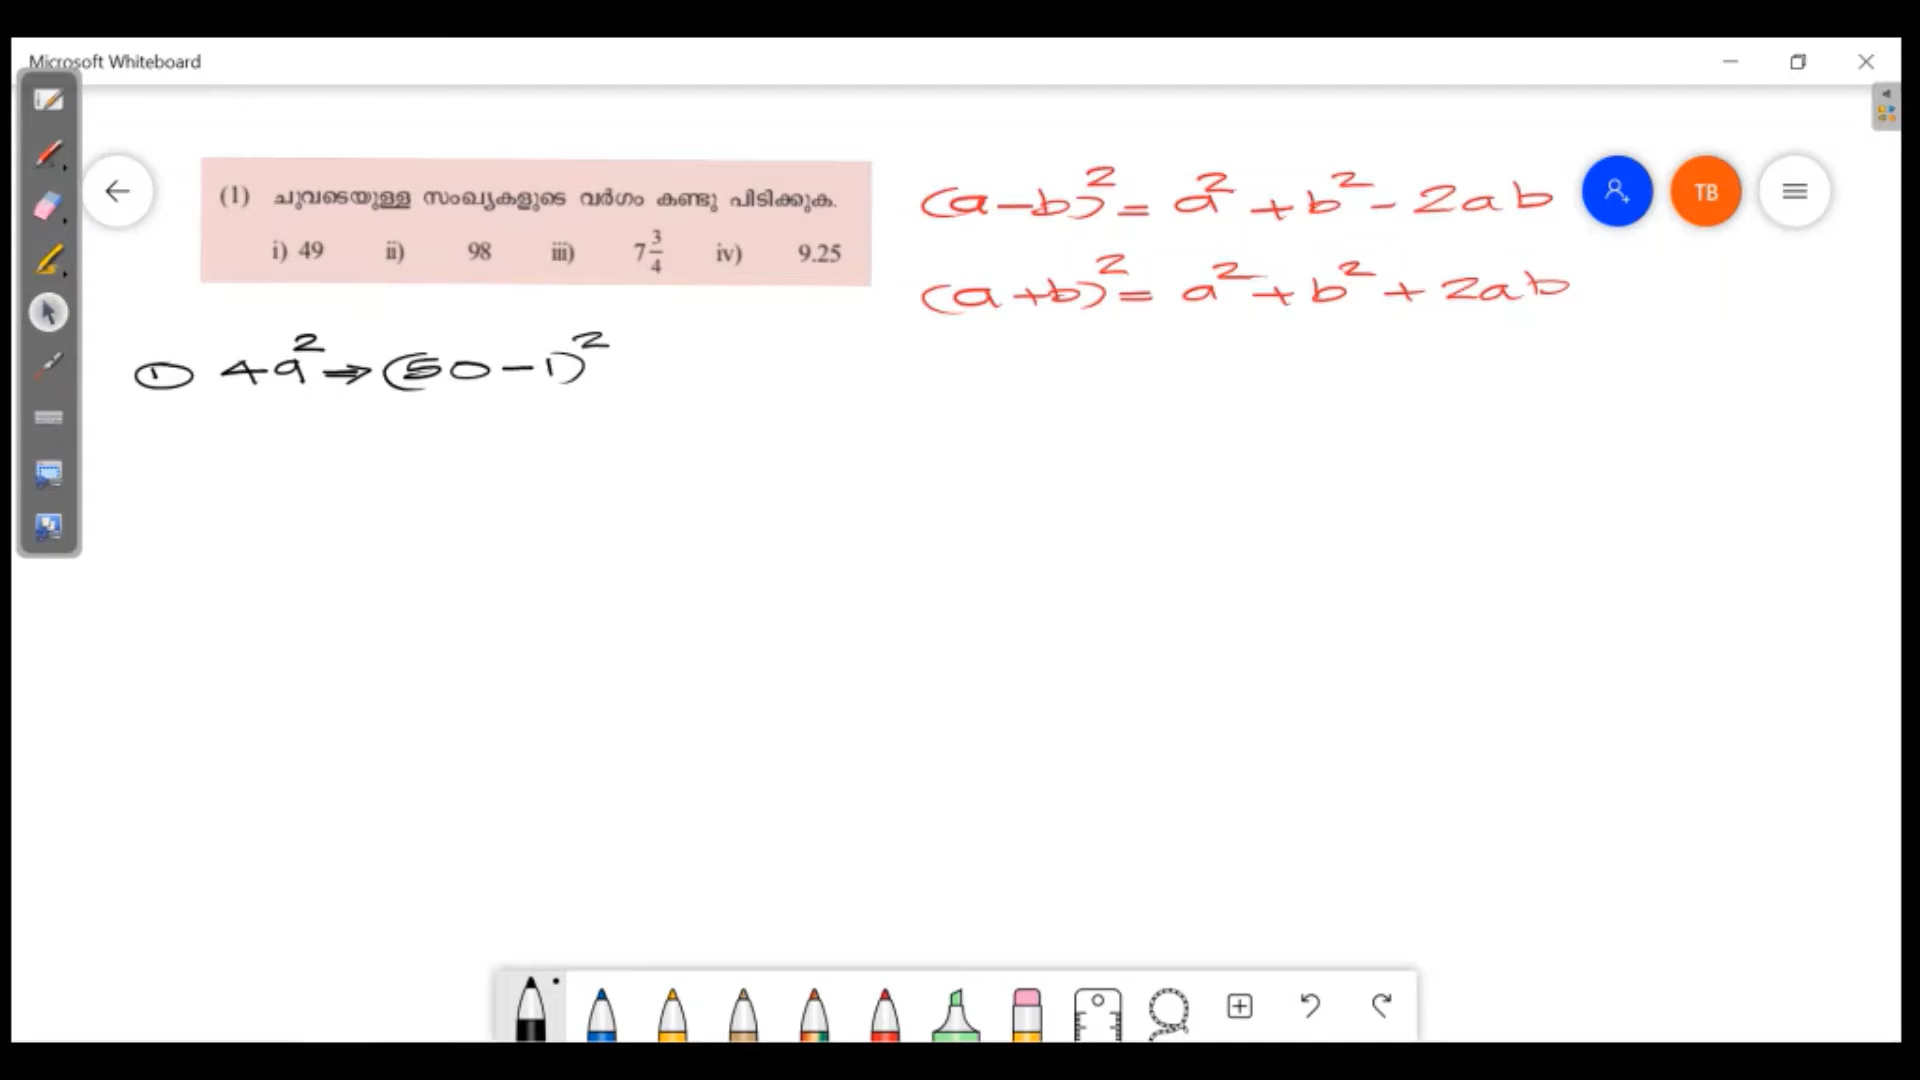 Microsoft Whiteboard
(1) ചുവടെയുള്ള സംഖ്യകളുടെ വർഗം കണ്ടു പിടിക്കുക.
i) 49 ii) 98 iii) 7 3/4 iv) 9.25
(a-b)² = a² + b² - 2ab
(a+b)² = a² + b² + 2ab
TB
① 49² ⇒ (50-1)²